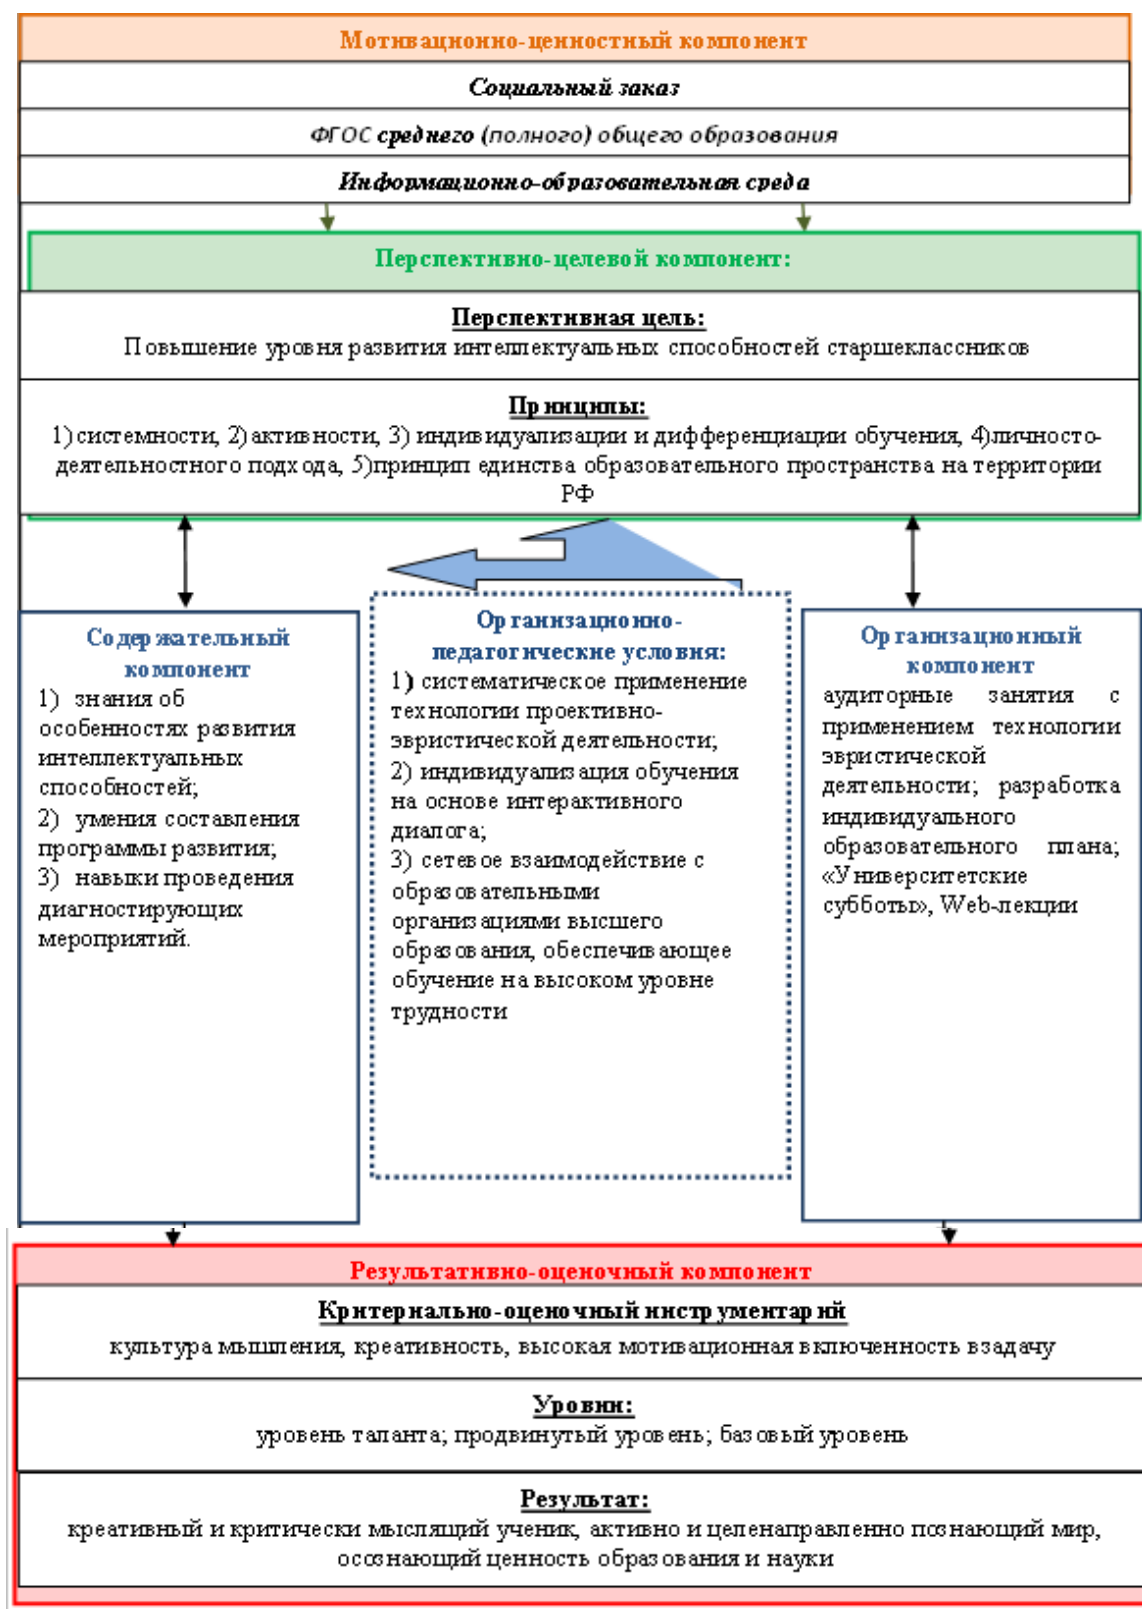 Мотивационно-ценностный компонент
Социальный заказ
ФГОС среднего (полного) общего образования
Информационно-образовательная среда
Перспективно-целевой компонент:
Перспективная цель:
Повышение уровня развития интеллектуальных способностей старшеклассников
Принципы:
1)системности, 2)активности, 3) индивидуализации и дифференциации обучения, 4)личносто-
деятельностного подхода, 5)принцип единства образовательного пространства на территории
РФ
Содержательный
компонент
1) знания об
особенностях развития
интеллектуальных
способностей;
2) умения составления
программы развития;
3) навыки проведения
диагностирующих
мероприятий.
Организационно-
педагогические условия:
1) систематическое применение
технологии проективно-
эвристической деятельности;
2) индивидуализация обучения
на основе интерактивного
диалога;
3) сетевое взаимодействие с
образовательными
организациями высшего
образования, обеспечивающее
обучение на высоком уровне
трудности
Организационный
компонент
аудиторные занятия с
применением технологии
эвристической
деятельности; разработка
индивидуального
образовательного плана;
«Университетские
субботы», Web-лекции
Результативно-оценочный компонент
Критериально-оценочный инструментарий
культура мышления, креативность, высокая мотивационная включенность взадачу
Уровни:
уровень таланта; продвинутый уровень; базовый уровень
Результат:
креативный и критически мыслящий ученик, активно и целенаправленно познающий мир,
осознающий ценность образования и науки